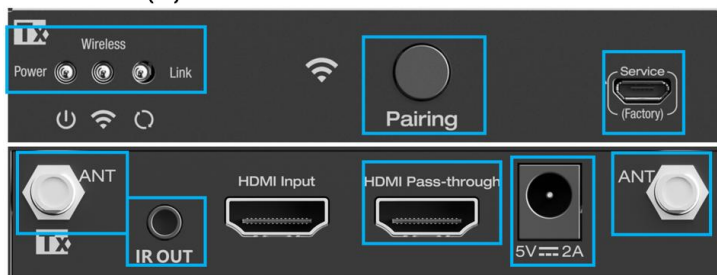 Tx
Wireless
Power Link
Pairing
Service
(Factory)
ANT
HDMI Input
HDMI Pass-through
ANT
Tx
IR OUT
5V 2A